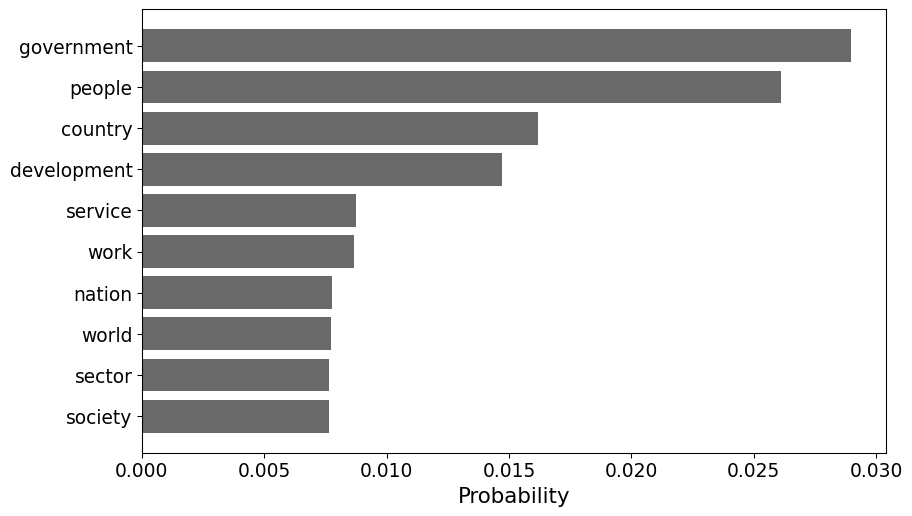 government
people
country
development
service
work
nation
world
sector
society
0.000 0.005 0.010 0.015 0.020 0.025 0.030
Probability